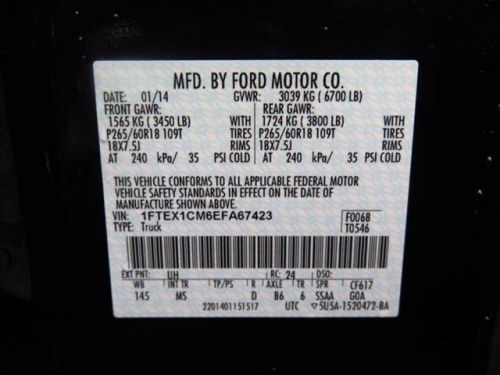 MFD. BY FORD MOTOR CO.
DATE: 01/14 GVWR: 3039 KG ( 6700 LB)
FRONT GAWR: REAR GAWR:
1565 KG ( 3450 LB) WITH 1724 KG ( 3800 LB) WITH
P265/60R18 109T TIRES P265/60R18 109T TIRES
18X7.5J RIMS 18X7.5J RIMS
AT 240 kPa/ 35 PSI COLD AT 240 kPa/ 35 PSI COLD
THIS VEHICLE CONFORMS TO ALL APPLICABLE FEDERAL MOTOR
VEHICLE SAFETY STANDARDS IN EFFECT ON THE DATE OF
MANUFACTURE SHOWN ABOVE.
VIN: 1FTEX1CM6EFA67423 F0068
TYPE: Truck T0546
EXT PNT: UH RC: 24 DSO:
WB INT TR TP/PS R AXLE TR SPR CF617
145 MS D B6 6 SSAA GOA
2201401151517 UTC ▽5U5A-1520472-BA